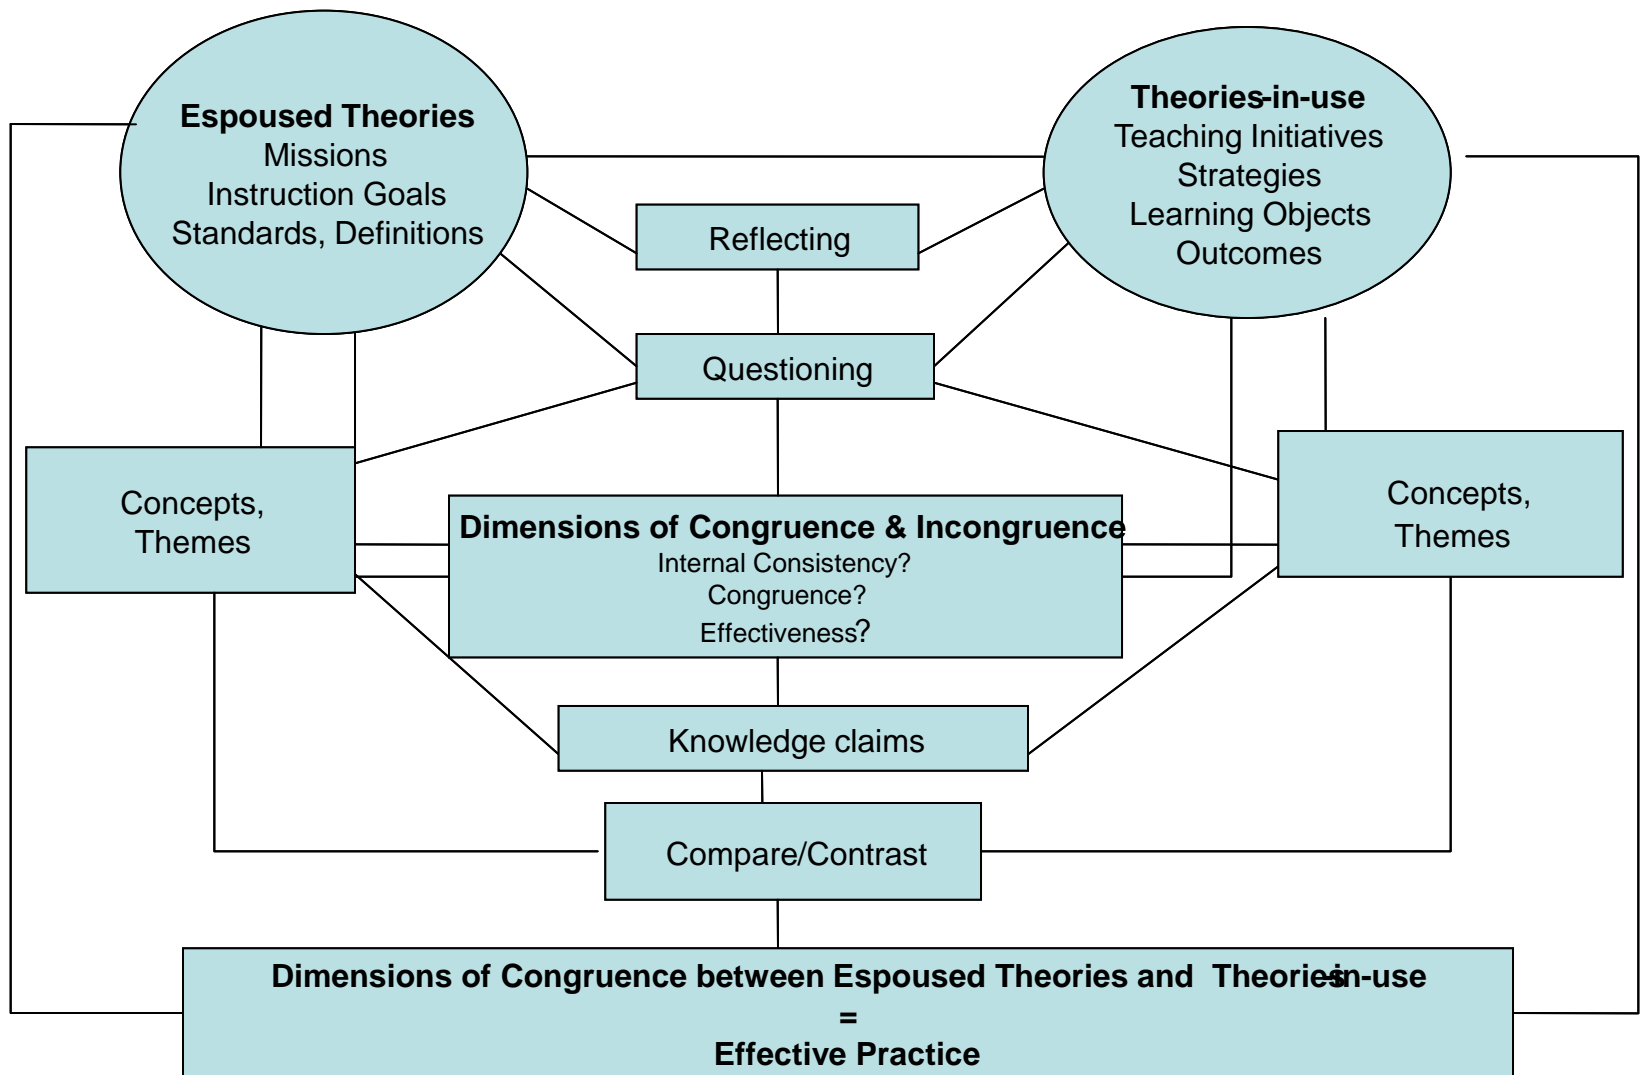 Espoused Theories
Missions
Instruction Goals
Standards, Definitions
Theories-in-use
Teaching Initiatives
Strategies
Learning Objects
Outcomes
Reflecting
Questioning
Concepts,
Themes
Dimensions of Congruence & Incongruence
Internal Consistency?
Congruence?
Effectiveness?
Concepts,
Themes
Knowledge claims
Compare/Contrast
Dimensions of Congruence between Espoused Theories and Theories-in-use
=
Effective Practice